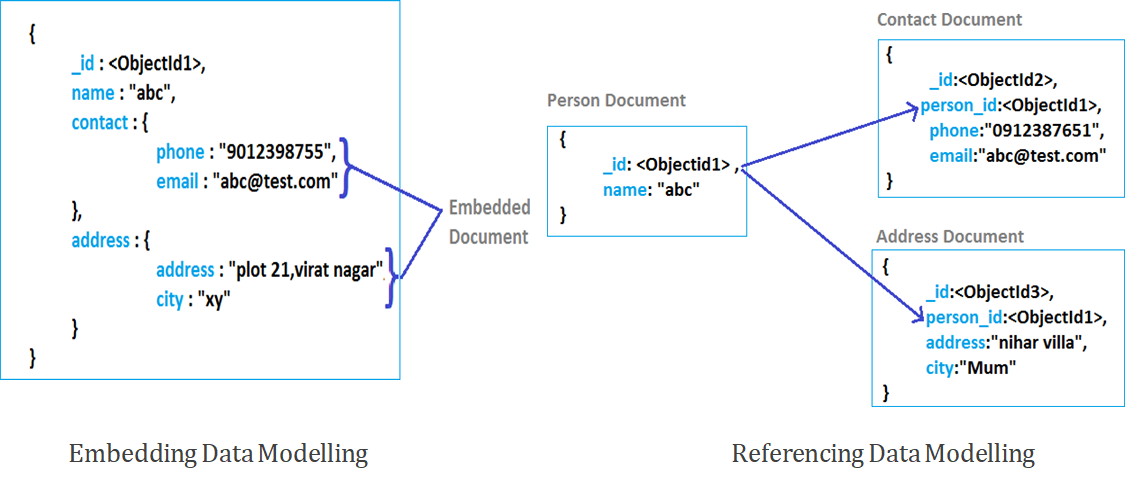 {
_id : <ObjectId1>,
name : "abc",
contact : {
phone : "9012398755",
email : "abc@test.com"
},
address : {
address : "plot 21,virat nagar"
city : "xy"
}
}
Embedded
Document
Embedding Data Modelling
Person Document
{
_id: <Objectid1> ,
name: "abc"
}
Contact Document
{
_id:<ObjectId2>,
person_id:<ObjectId1>,
phone:"0912387651",
email:"abc@test.com"
}
Address Document
{
_id:<ObjectId3>,
person_id:<ObjectId1>,
address:"nihar villa",
city:"Mum"
}
Referencing Data Modelling